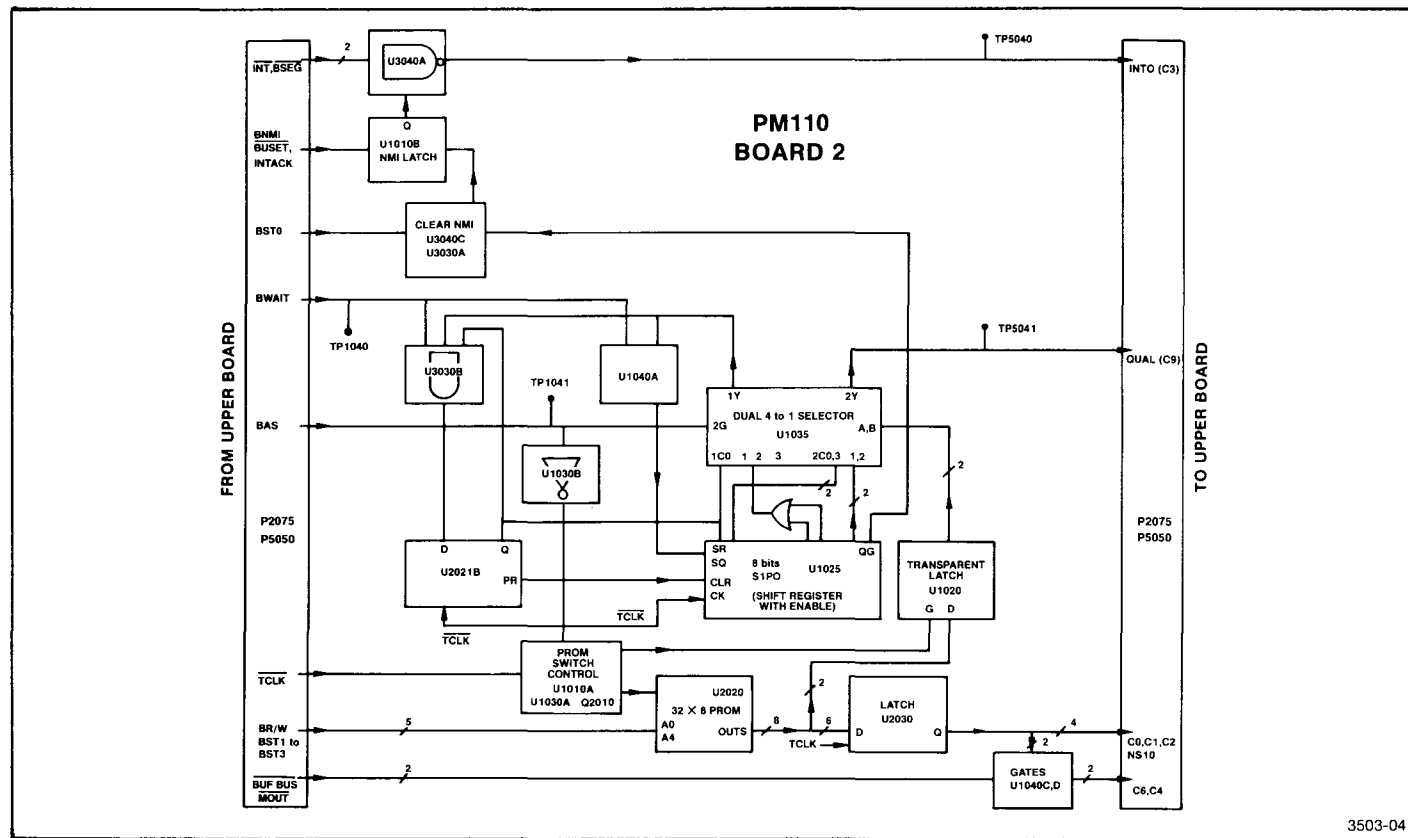 PM110
BOARD 2
FROM UPPER BOARD
INT,BSEG
2
U3040A
TP5040
INTO (C3)
BNMI
BUSET,
INTACK
Q
U1010B
NMI LATCH
BST0
CLEAR NMI
U3040C
U3030A
BWAIT
TP1040
U3030B
TP1041
U1040A
TP5041
QUAL (C9)
BAS
1Y
2Y
DUAL 4 to 1 SELECTOR
2G
A,B
U1035
1C0
1
2
3
2C0,3
1,2
2
2
2
U1030B
P2075
P5050
D
Q
U2021B
PR
TCLK
SR
SQ
CLR
CK
8 bits
S1PO
U1025
QG
(SHIFT REGISTER
WITH ENABLE)
TCLK
TRANSPARENT
LATCH
U1020
G D
P2075
P5050
TO UPPER BOARD
TCLK
PROM
SWITCH
CONTROL
U1010A
U1030A Q2010
BR/W
BST1 to
BST3
5
U2020
32 X 8 PROM
A0
A4
OUTS
8
2
6
LATCH
U2030
D
Q
TCLK
4
C0,C1,C2
NS10
BUF BUS
MOUT
2
2
GATES
U1040C,D
2
C6,C4
3503-04